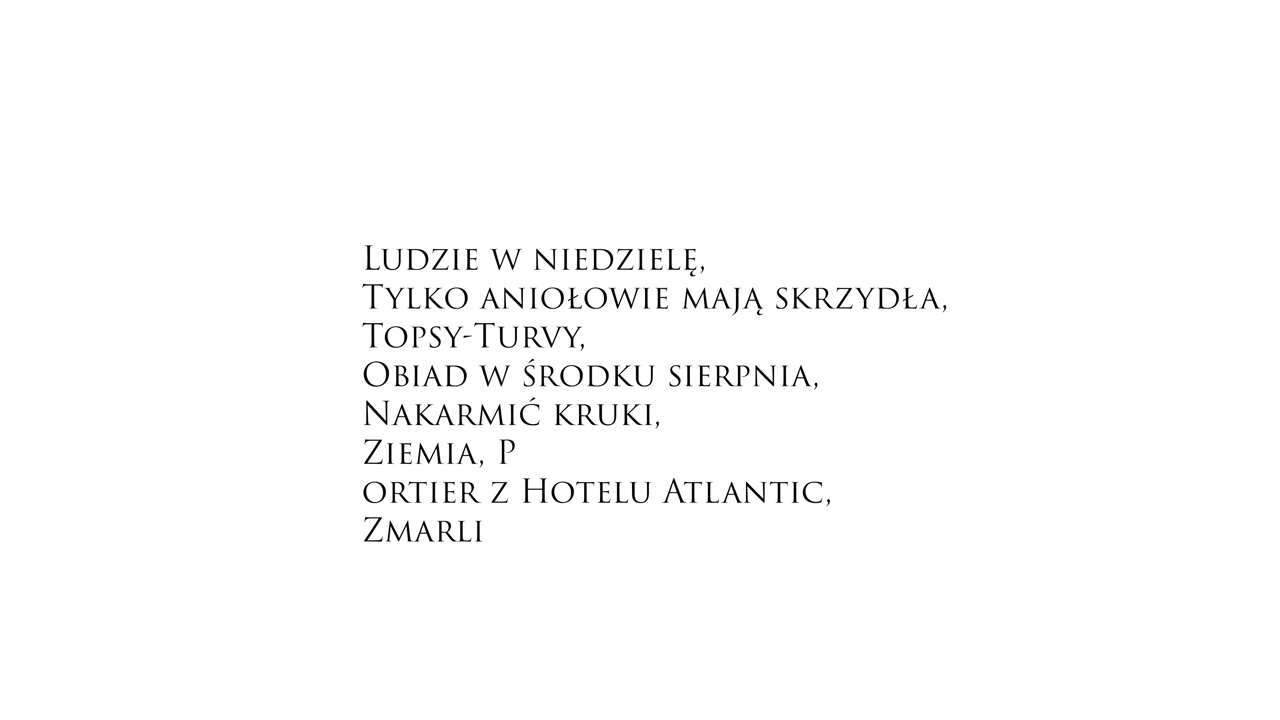 Ludzie w niedzielę,
Tylko aniołowie mają skrzydła,
Topsy-Turvy,
Obiad w środku sierpnia,
Nakarmić kruki,
Ziemia, P
ortier z Hotelu Atlantic,
Zmarli